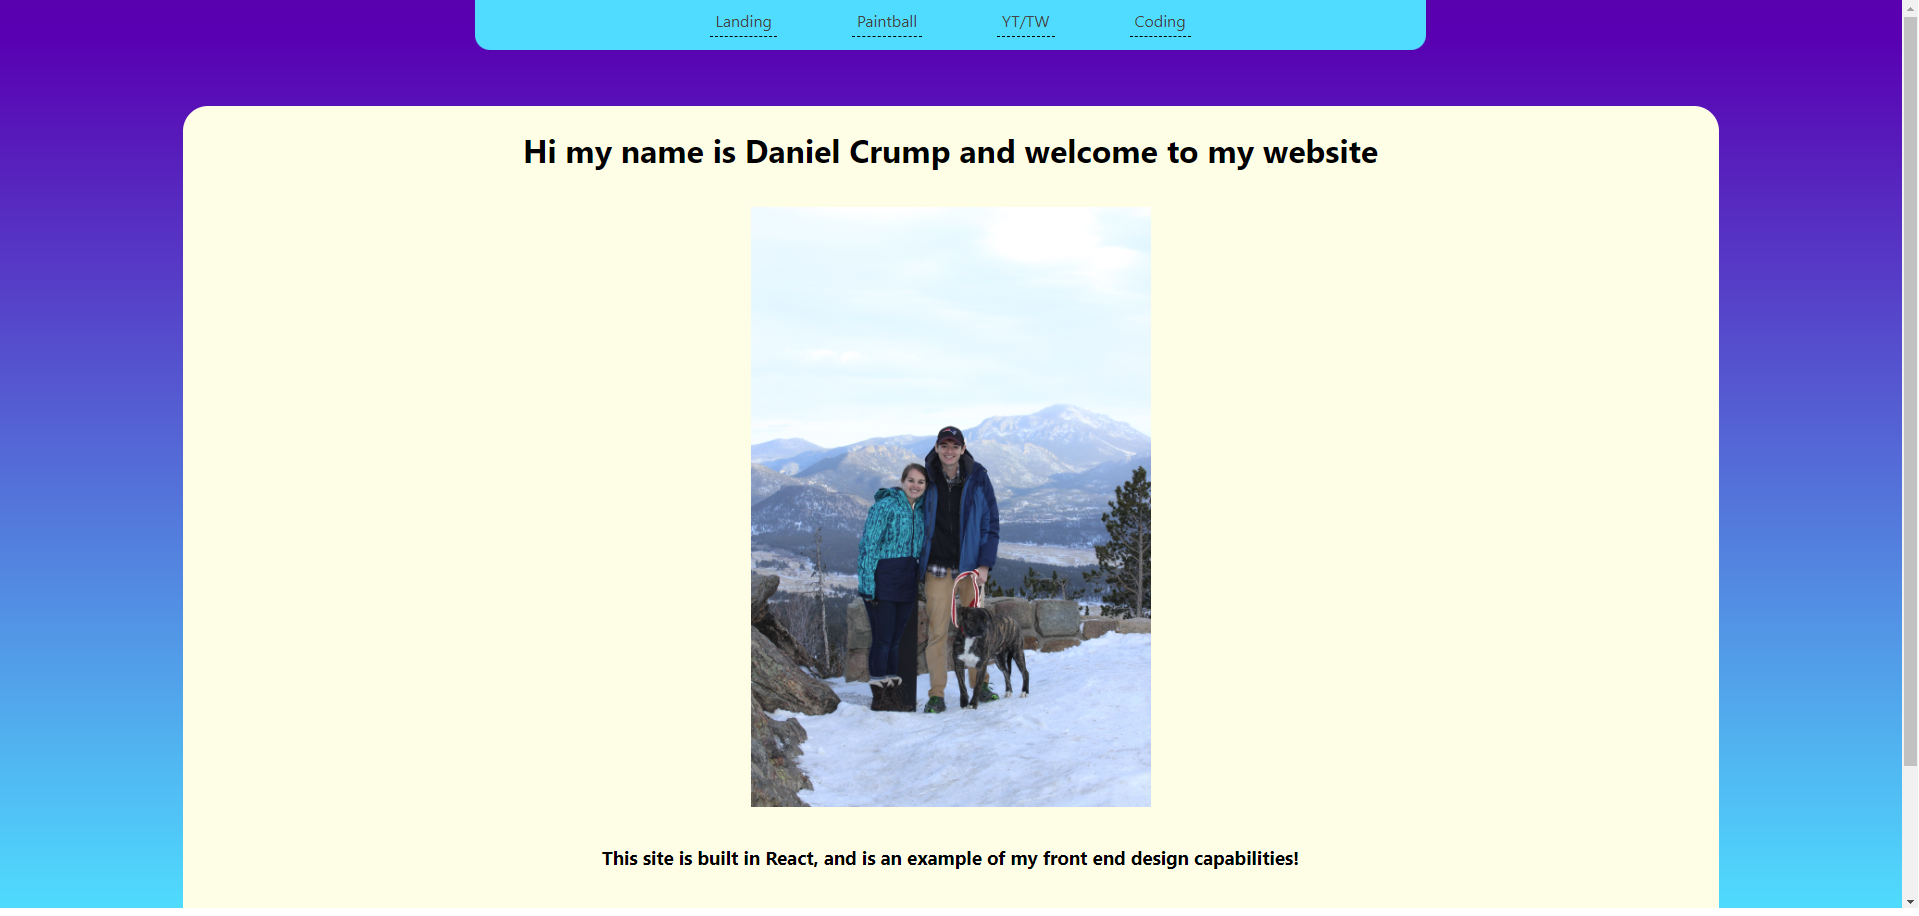 Landing Paintball YT/TW Coding
Hi my name is Daniel Crump and welcome to my website
This site is built in React, and is an example of my front end design capabilities!